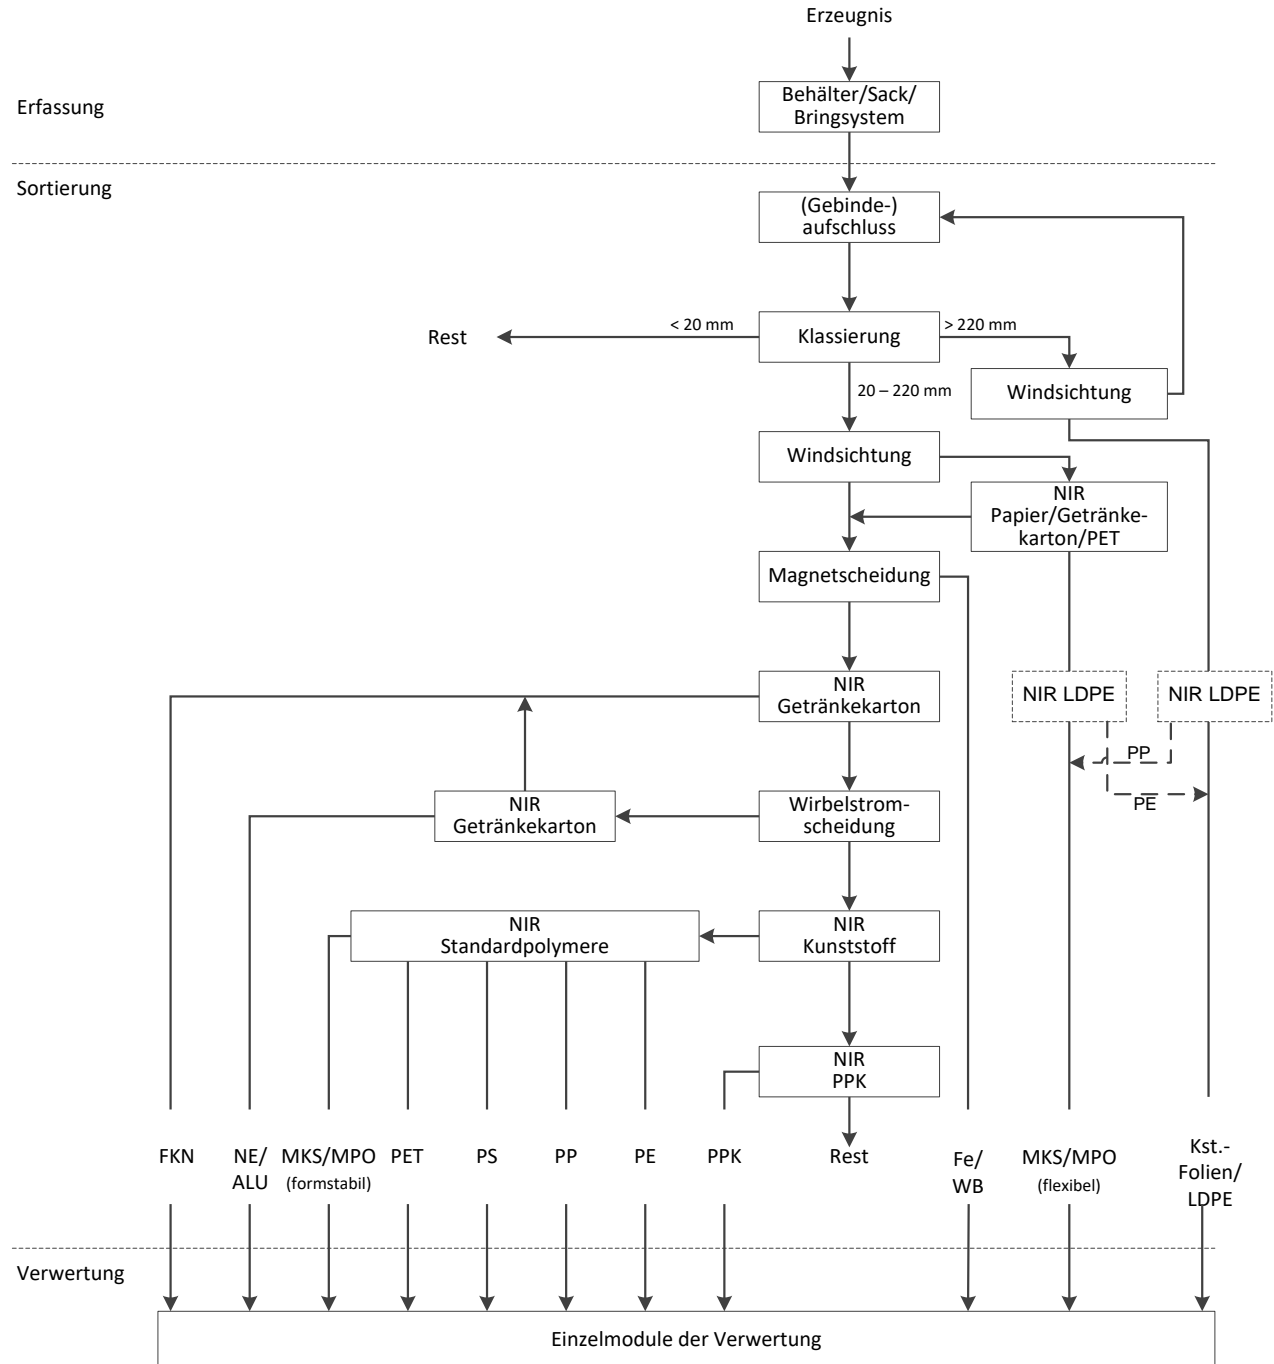 Erzeugnis
Erfassung
Behälter/Sack/
Bringsystem
Sortierung
(Gebinde-)
aufschluss
Rest
< 20 mm
Klassierung
> 220 mm
20 – 220 mm
Windsichtung
Windsichtung
NIR
Papier/Getränke-
karton/PET
Magnetscheidung
NIR
Getränkekarton
NIR LDPE
NIR LDPE
PP
PE
NIR
Getränkekarton
Wirbelstrom-
scheidung
NIR
Standardpolymere
NIR
Kunststoff
NIR
PPK
FKN
NE/
ALU
MKS/MPO
(formstabil)
PET
PS
PP
PE
PPK
Rest
Fe/
WB
MKS/MPO
(flexibel)
Kst.-
Folien/
LDPE
Verwertung
Einzelmodule der Verwertung